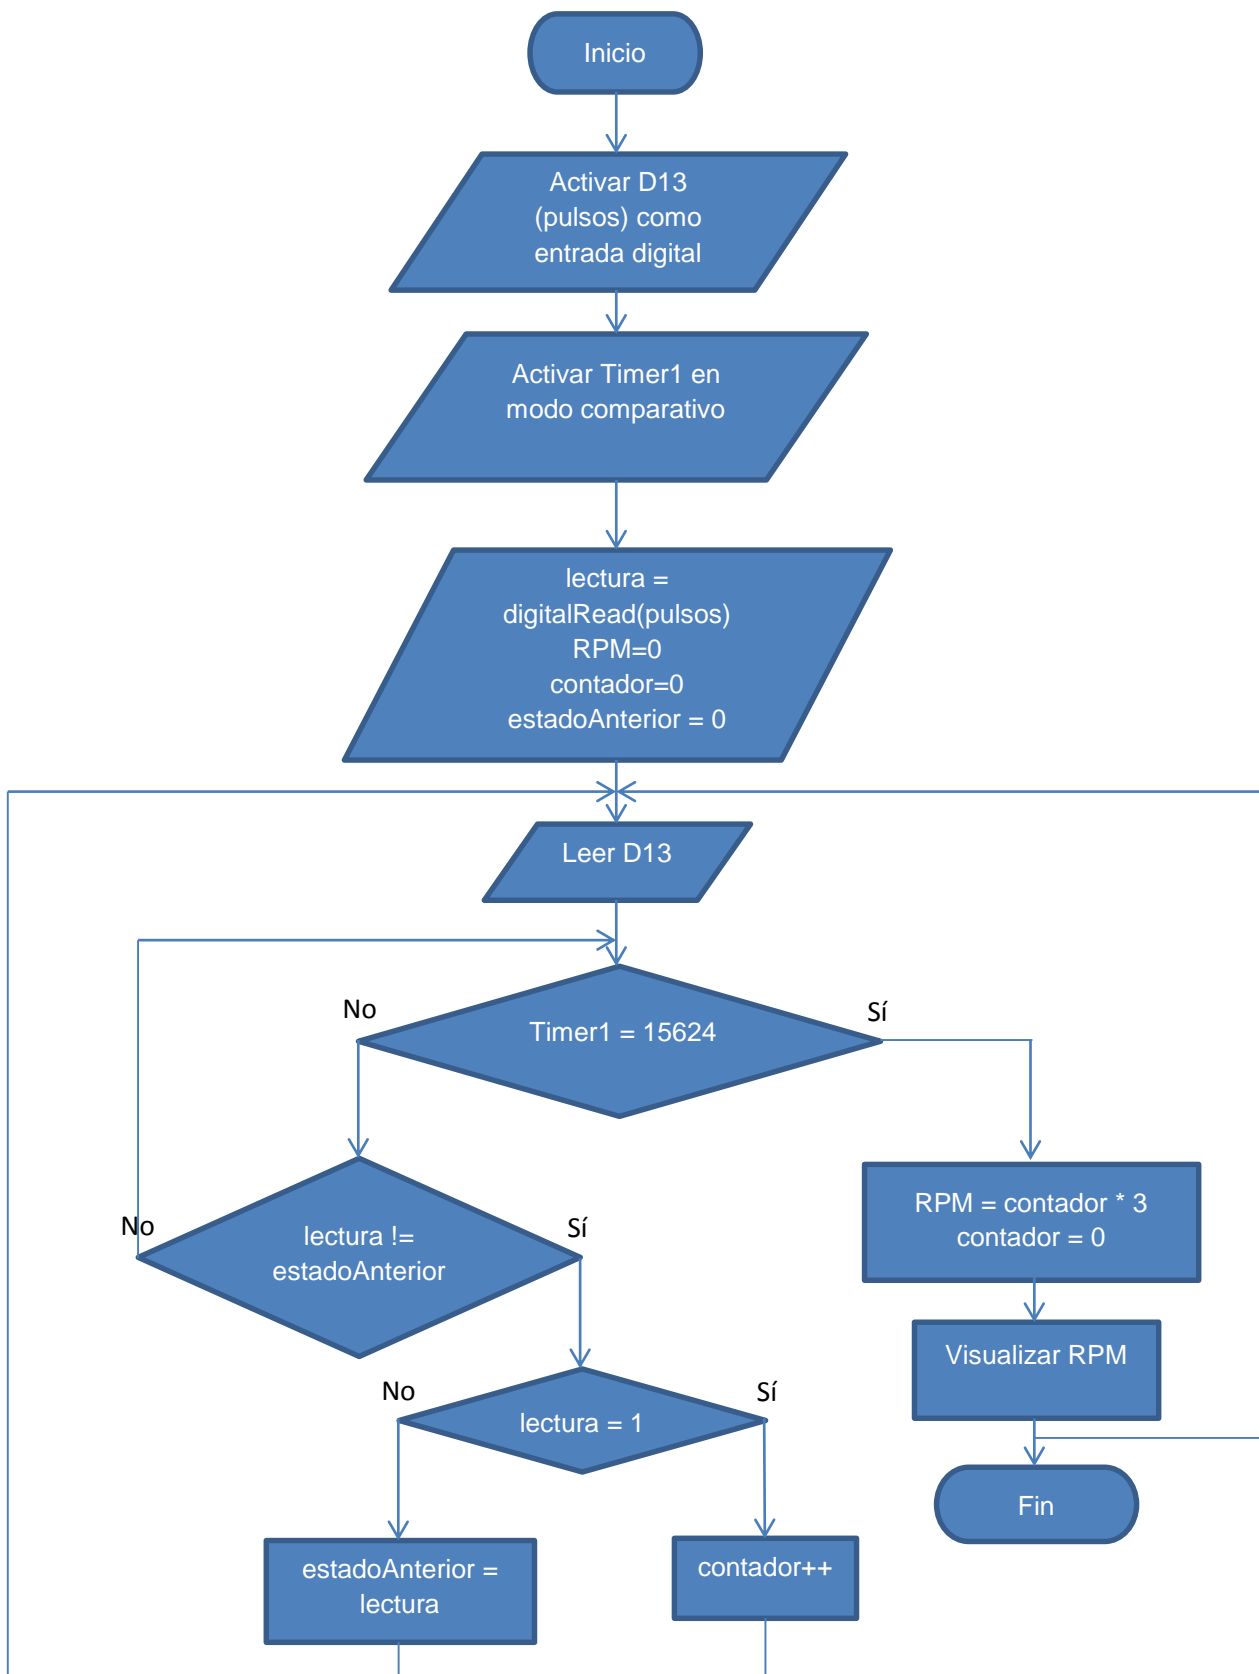 Inicio
Activar D13
(pulsos) como
entrada digital
Activar Timer1 en
modo comparativo
lectura =
digitalRead(pulsos)
RPM=0
contador=0
estadoAnterior = 0
Leer D13
No
Sí
Timer1 = 15624
No
Sí
lectura !=
estadoAnterior
RPM = contador * 3
contador = 0
Visualizar RPM
No
Sí
lectura = 1
Fin
estadoAnterior =
lectura
contador++